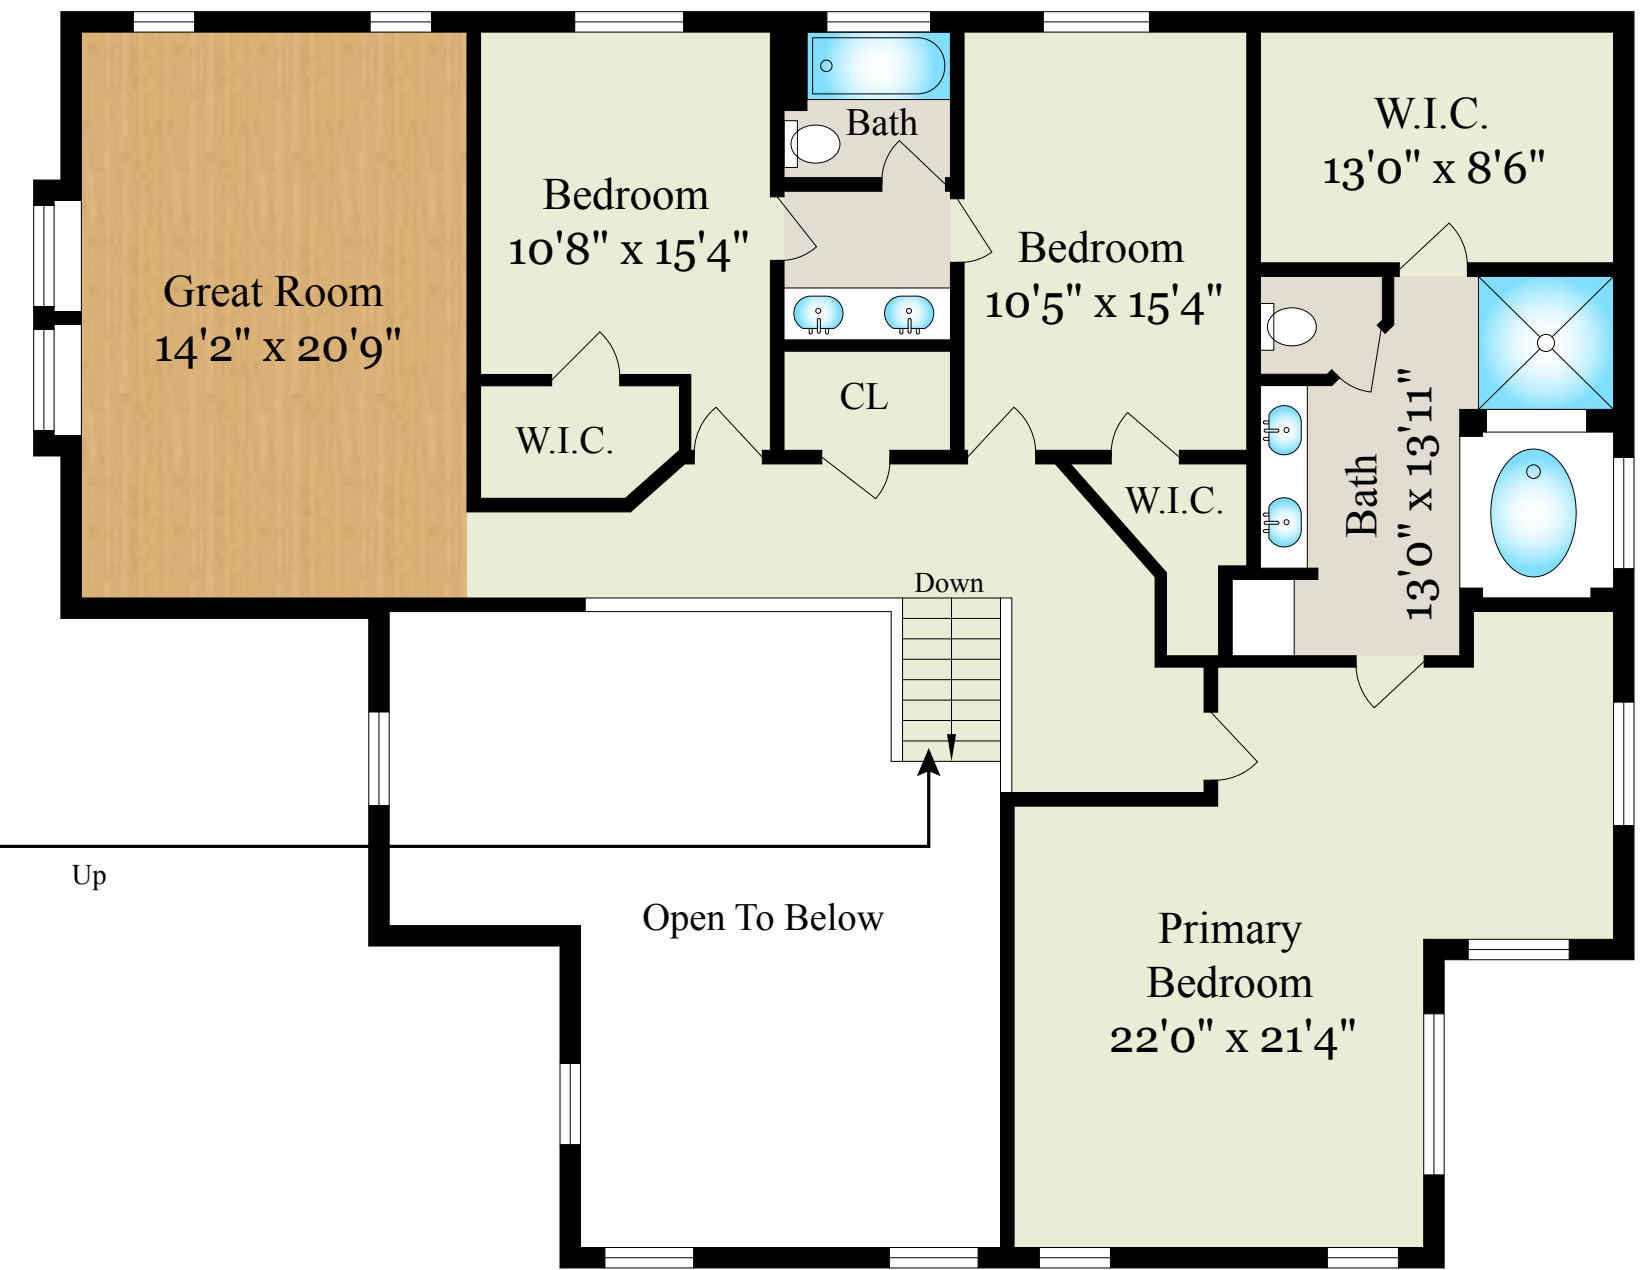 Great Room
14'2" x 20'9"
Bedroom
10'8" x 15'4"
W.I.C.
Bath
CL
Bedroom
10'5" x 15'4"
W.I.C.
W.I.C.
13'0" x 8'6"
Bath
13'0" x 13'11"
Down
Up
Open To Below
Primary
Bedroom
22'0" x 21'4"